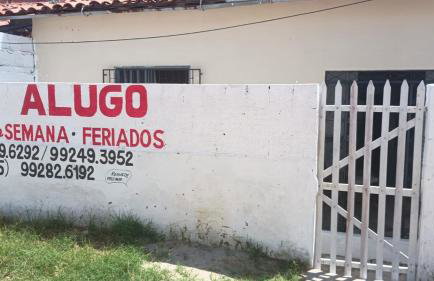 ALUGO
SEMANA · FERIADOS
9.6292 / 99249.3952
) 99282.6192